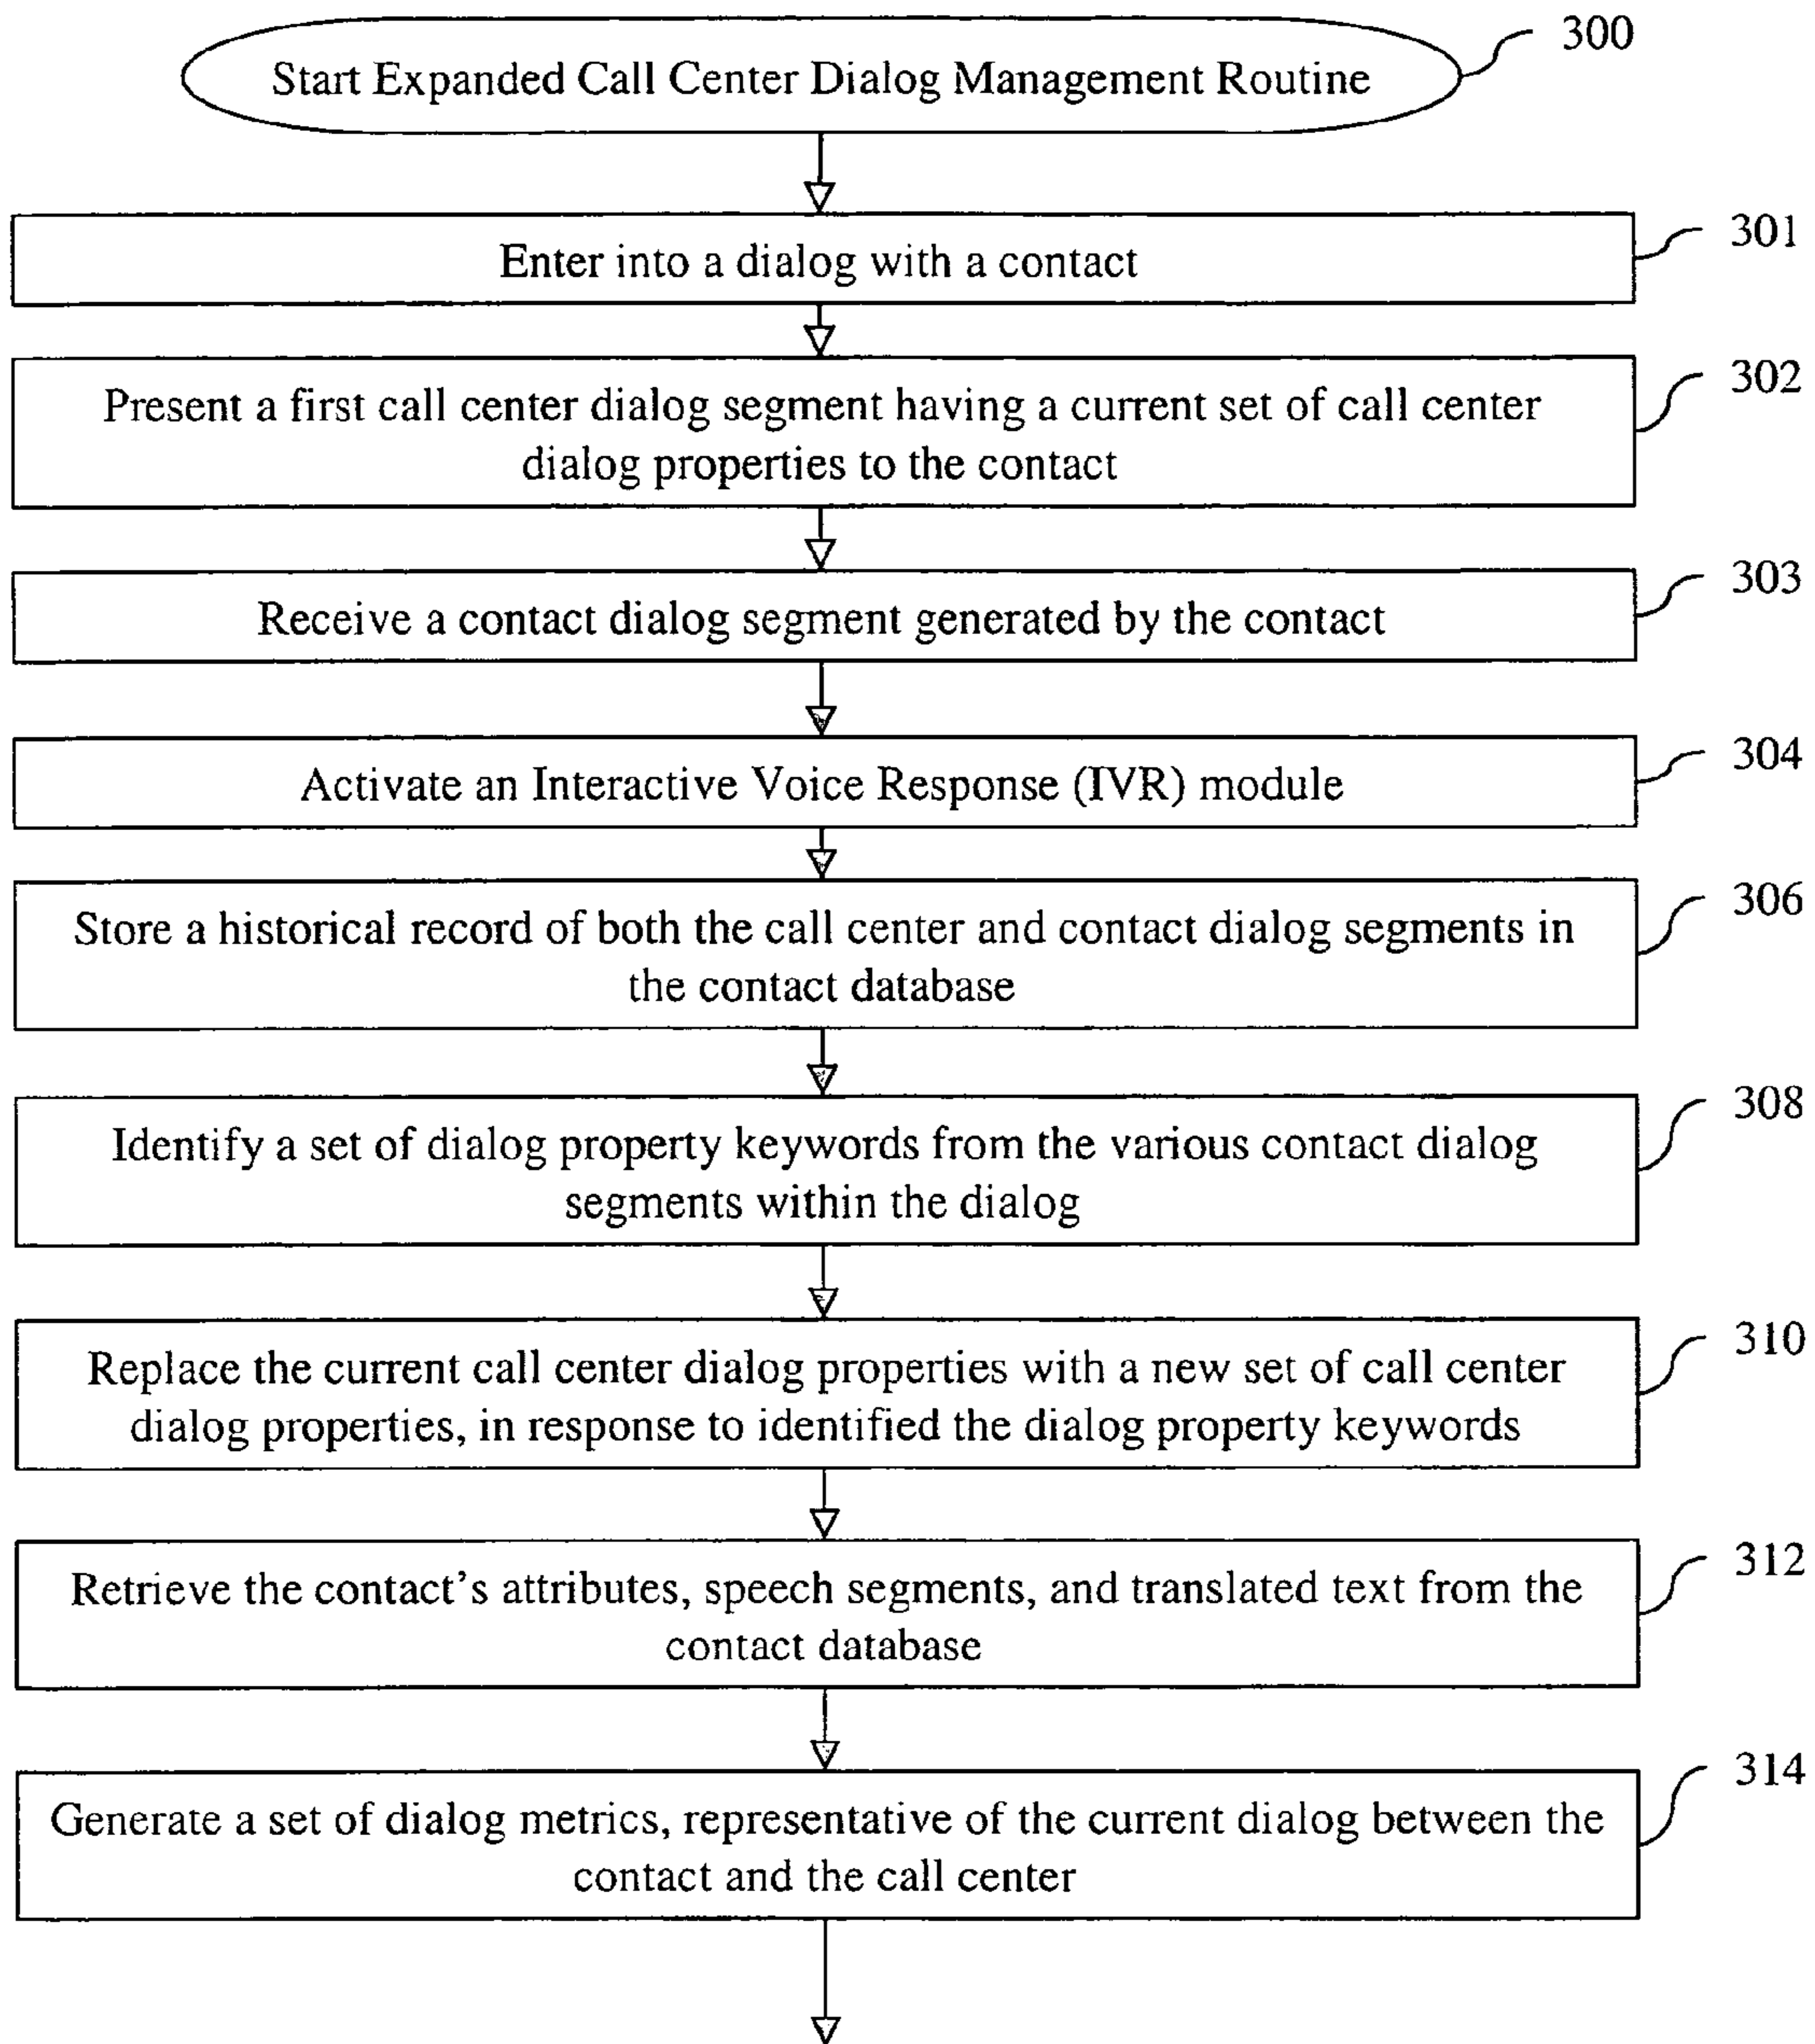 300
Start Expanded Call Center Dialog Management Routine
301
Enter into a dialog with a contact
302
Present a first call center dialog segment having a current set of call center
dialog properties to the contact
303
Receive a contact dialog segment generated by the contact
304
Activate an Interactive Voice Response (IVR) module
306
Store a historical record of both the call center and contact dialog segments in
the contact database
308
Identify a set of dialog property keywords from the various contact dialog
segments within the dialog
310
Replace the current call center dialog properties with a new set of call center
dialog properties, in response to identified the dialog property keywords
312
Retrieve the contact's attributes, speech segments, and translated text from the
contact database
314
Generate a set of dialog metrics, representative of the current dialog between the
contact and the call center